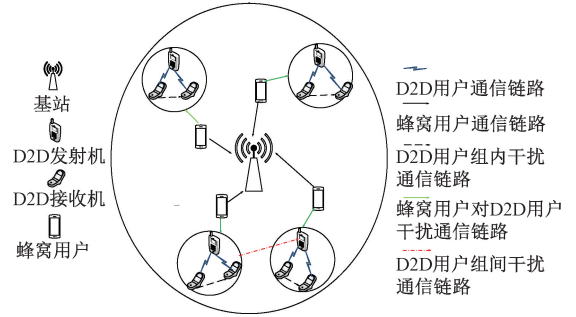 基站
D2D发射机
D2D接收机
蜂窝用户
D2D用户通信链路
蜂窝用户通信链路
D2D用户组内干扰
通信链路
蜂窝用户对D2D用户
干扰通信链路
D2D用户组间干扰
通信链路